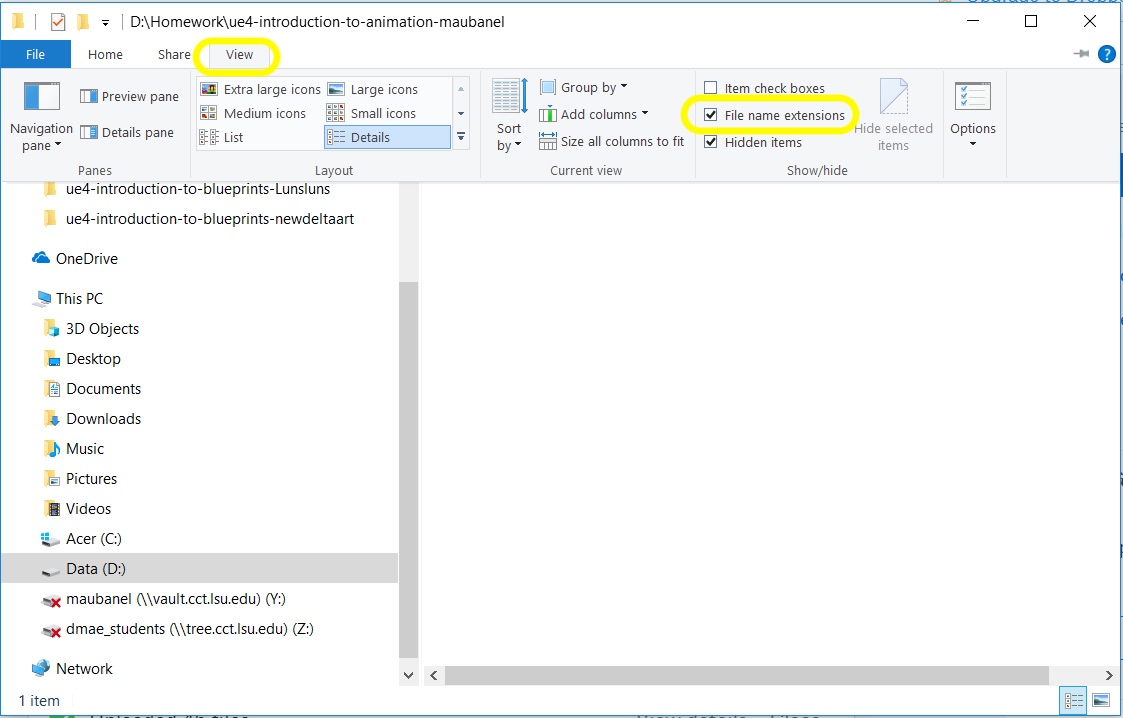 D:\Homework\ue4-introduction-to-animation-maubanel
File Home Share View
Navigation pane
Preview pane
Details pane
Panes
Extra large icons Large icons
Medium icons Small icons
List Details
Layout
Sort by
Group by
Add columns
Size all columns to fit
Current view
Item check boxes
File name extensions
Hidden items
Hide selected items
Show/hide
Options
ue4-introduction-to-blueprints-Lunsluns
ue4-introduction-to-blueprints-newdeltaart
OneDrive
This PC
3D Objects
Desktop
Documents
Downloads
Music
Pictures
Videos
Acer (C:)
Data (D:)
maubanel (\\vault.cct.lsu.edu) (Y:)
dmae_students (\\tree.cct.lsu.edu) (Z:)
Network
1 item